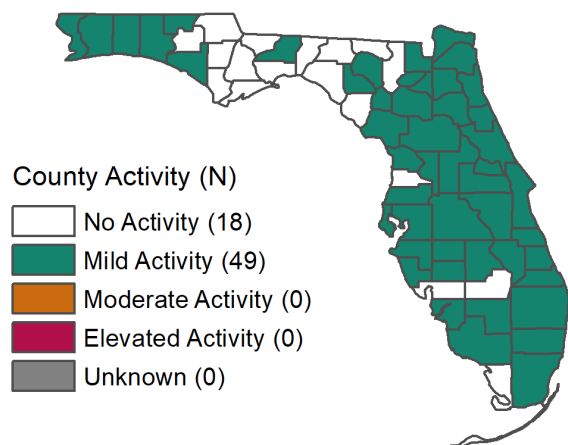 County Activity (N)
No Activity (18)
Mild Activity (49)
Moderate Activity (0)
Elevated Activity (0)
Unknown (0)